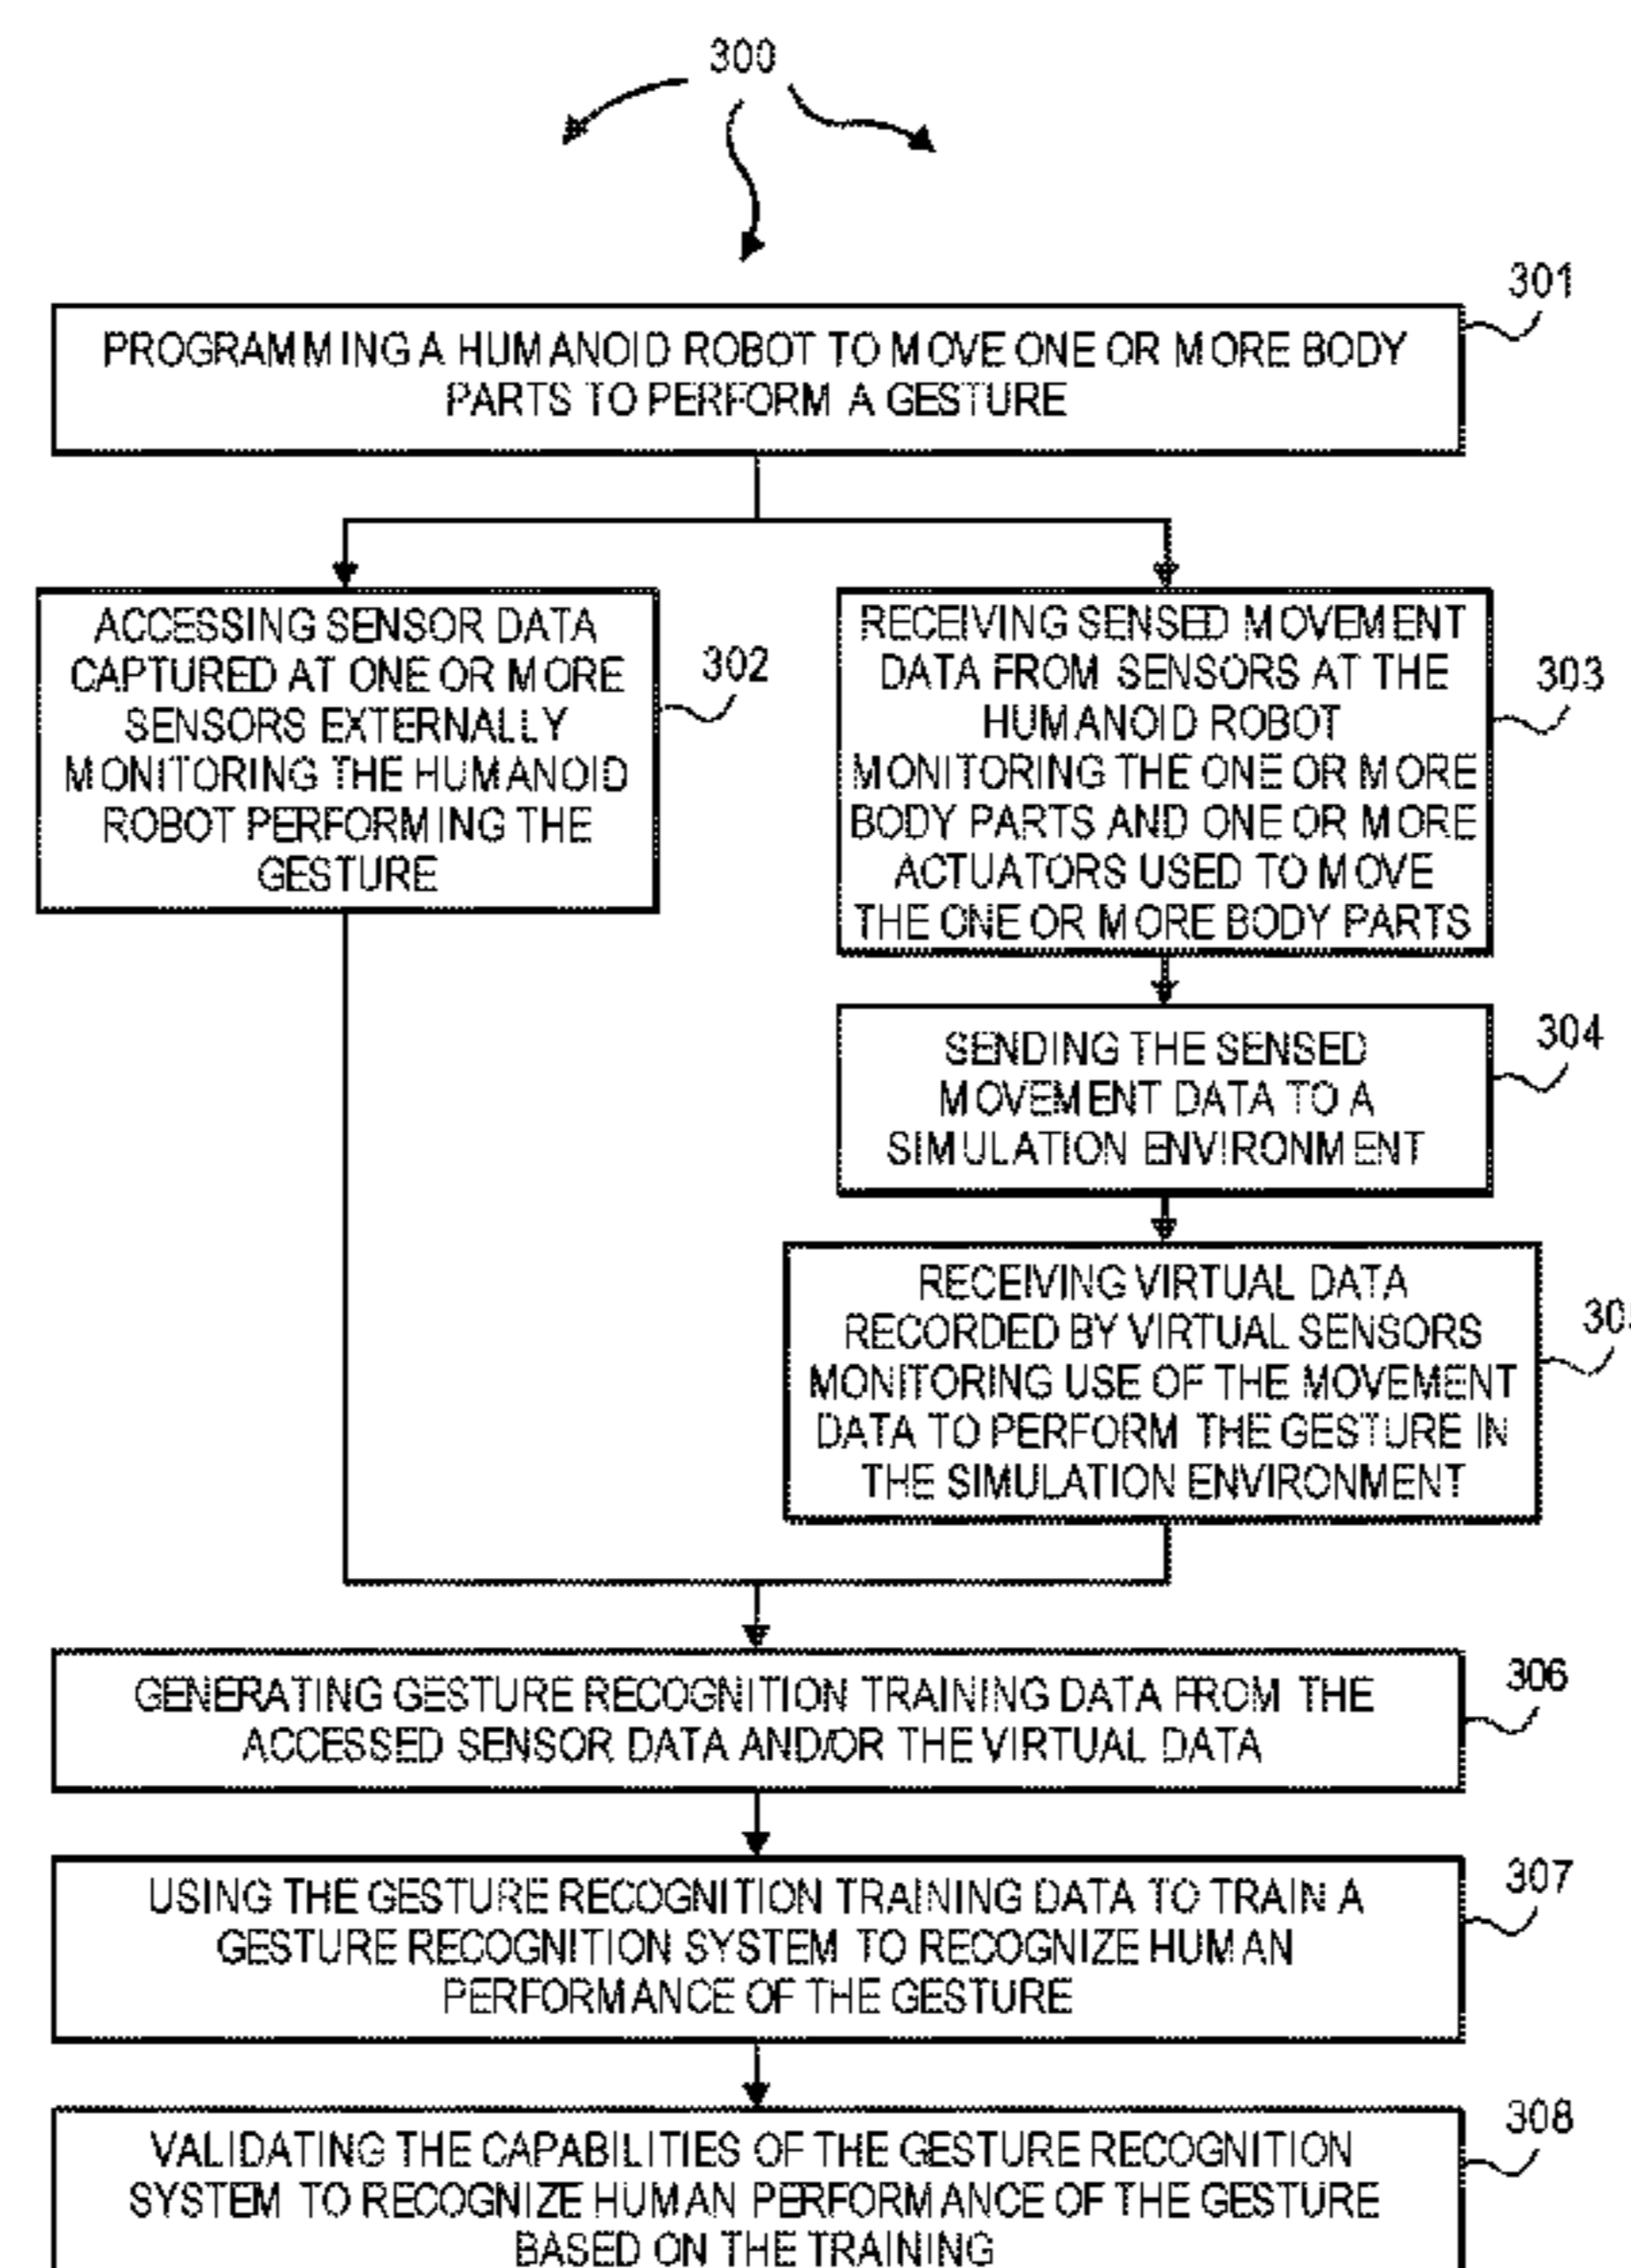 300
301
PROGRAMMING A HUMANOID ROBOT TO MOVE ONE OR MORE BODY
PARTS TO PERFORM A GESTURE
ACCESSING SENSOR DATA
CAPTURED AT ONE OR MORE
SENSORS EXTERNALLY
MONITORING THE HUMANOID
ROBOT PERFORMING THE
GESTURE
302
RECEIVING SENSED MOVEMENT
DATA FROM SENSORS AT THE
HUMANOID ROBOT
MONITORING THE ONE OR MORE
BODY PARTS AND ONE OR MORE
ACTUATORS USED TO MOVE
THE ONE OR MORE BODY PARTS
303
SENDING THE SENSED
MOVEMENT DATA TO A
SIMULATION ENVIRONMENT
304
RECEIVING VIRTUAL DATA
RECORDED BY VIRTUAL SENSORS
MONITORING USE OF THE MOVEMENT
DATA TO PERFORM THE GESTURE IN
THE SIMULATION ENVIRONMENT
GENERATING GESTURE RECOGNITION TRAINING DATA FROM THE
ACCESSED SENSOR DATA AND/OR THE VIRTUAL DATA
306
USING THE GESTURE RECOGNITION TRAINING DATA TO TRAIN A
GESTURE RECOGNITION SYSTEM TO RECOGNIZE HUMAN
PERFORMANCE OF THE GESTURE
307
VALIDATING THE CAPABILITIES OF THE GESTURE RECOGNITION
SYSTEM TO RECOGNIZE HUMAN PERFORMANCE OF THE GESTURE
BASED ON THE TRAINING
308